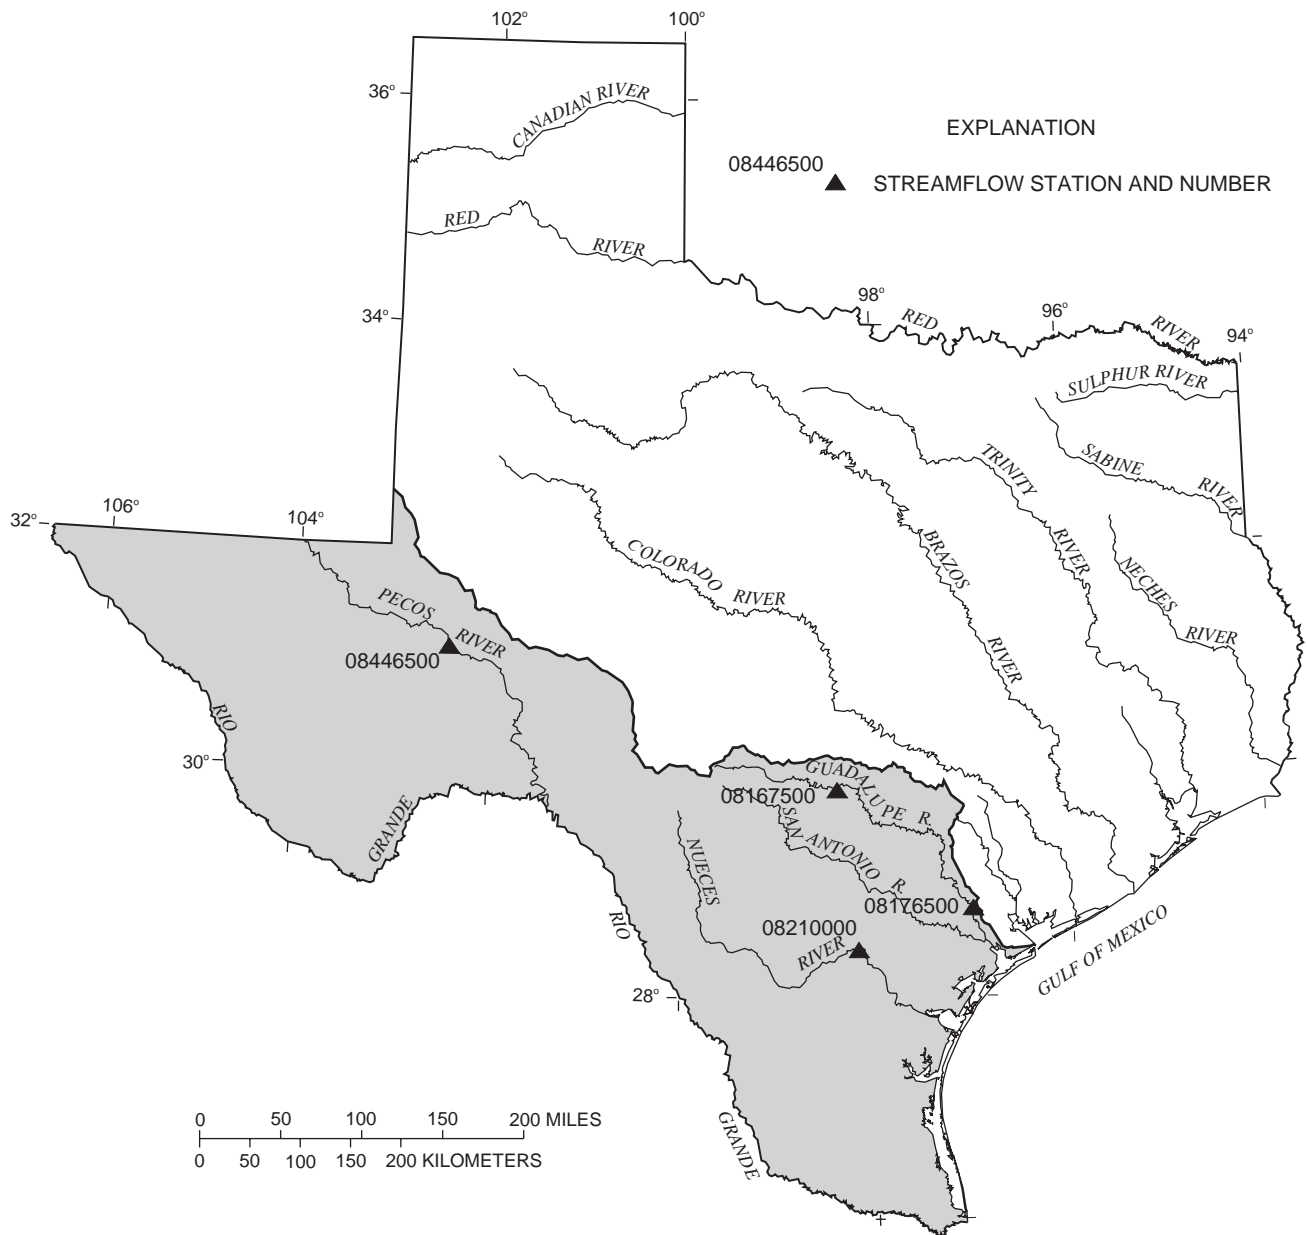 102°
100°
36°
CANADIAN RIVER
EXPLANATION
08446500
STREAMFLOW STATION AND NUMBER
RED
RIVER
98°
RED
96°
RIVER
94°
34°
SULPHUR RIVER
TRINITY
RIVER
SABINE
RIVER
32°
106°
104°
BRAZOS
RIVER
COLORADO
RIVER
NECHES
RIVER
PECOS
RIVER
08446500
RIO
GRANDE
30°
GUADALUPE R.
08167500
SAN ANTONIO R.
NUECES
RIVER
08176500
08210000
RIO
GRANDE
28°
GULF OF MEXICO
0 50 100 150 200 MILES
0 50 100 150 200 KILOMETERS